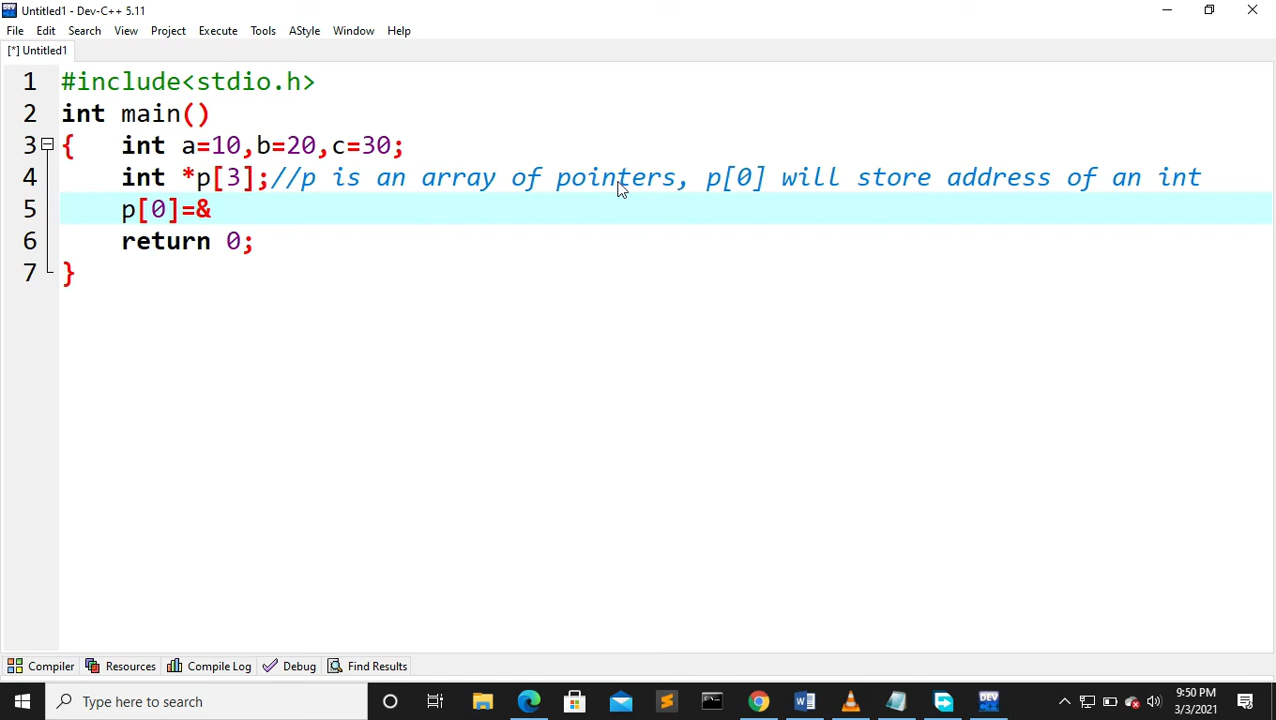 Untitled1 - Dev-C++ 5.11
File Edit Search View Project Execute Tools AStyle Window Help
[*] Untitled1
1 #include<stdio.h>
2 int main()
3 { int a=10,b=20,c=30;
4 int *p[3];//p is an array of pointers, p[0] will store address of an int
5 p[0]=&
6 return 0;
7 }
Compiler Resources Compile Log Debug Find Results
Type here to search
DEV
9:50 PM
3/3/2021